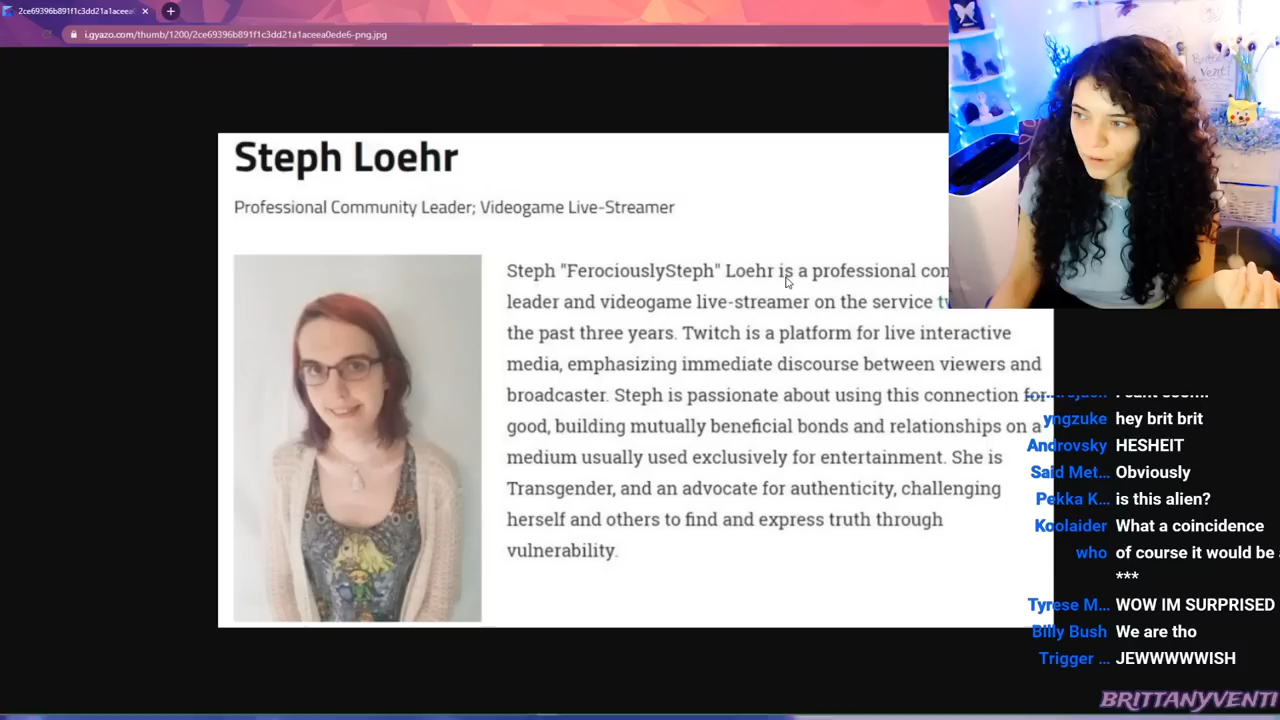 2ce69396b891f1c3dd21a1aceea
i.gyazo.com/thumb/1200/2ce69396b891f1c3dd21a1aceea0ede6-png.jpg
Steph Loehr
Professional Community Leader; Videogame Live-Streamer
Steph "FerociouslySteph" Loehr is a professional
leader and videogame live-streamer on the service
the past three years. Twitch is a platform for live interactive
media, emphasizing immediate discourse between viewers and
broadcaster. Steph is passionate about using this connection for
good, building mutually beneficial bonds and relationships on a
medium usually used exclusively for entertainment. She is
Transgender, and an advocate for authenticity, challenging
herself and others to find and express truth through
vulnerability.
yngzuke hey brit brit
Androvsky HESHEIT
Said Met... Obviously
Pekka K... is this alien?
Koolaider What a coincidence
who of course it would be
***
Tyrese M... WOW IM SURPRISED
Billy Bush We are tho
Trigger ... JEWWWWWISH
BRITTANYVENTI